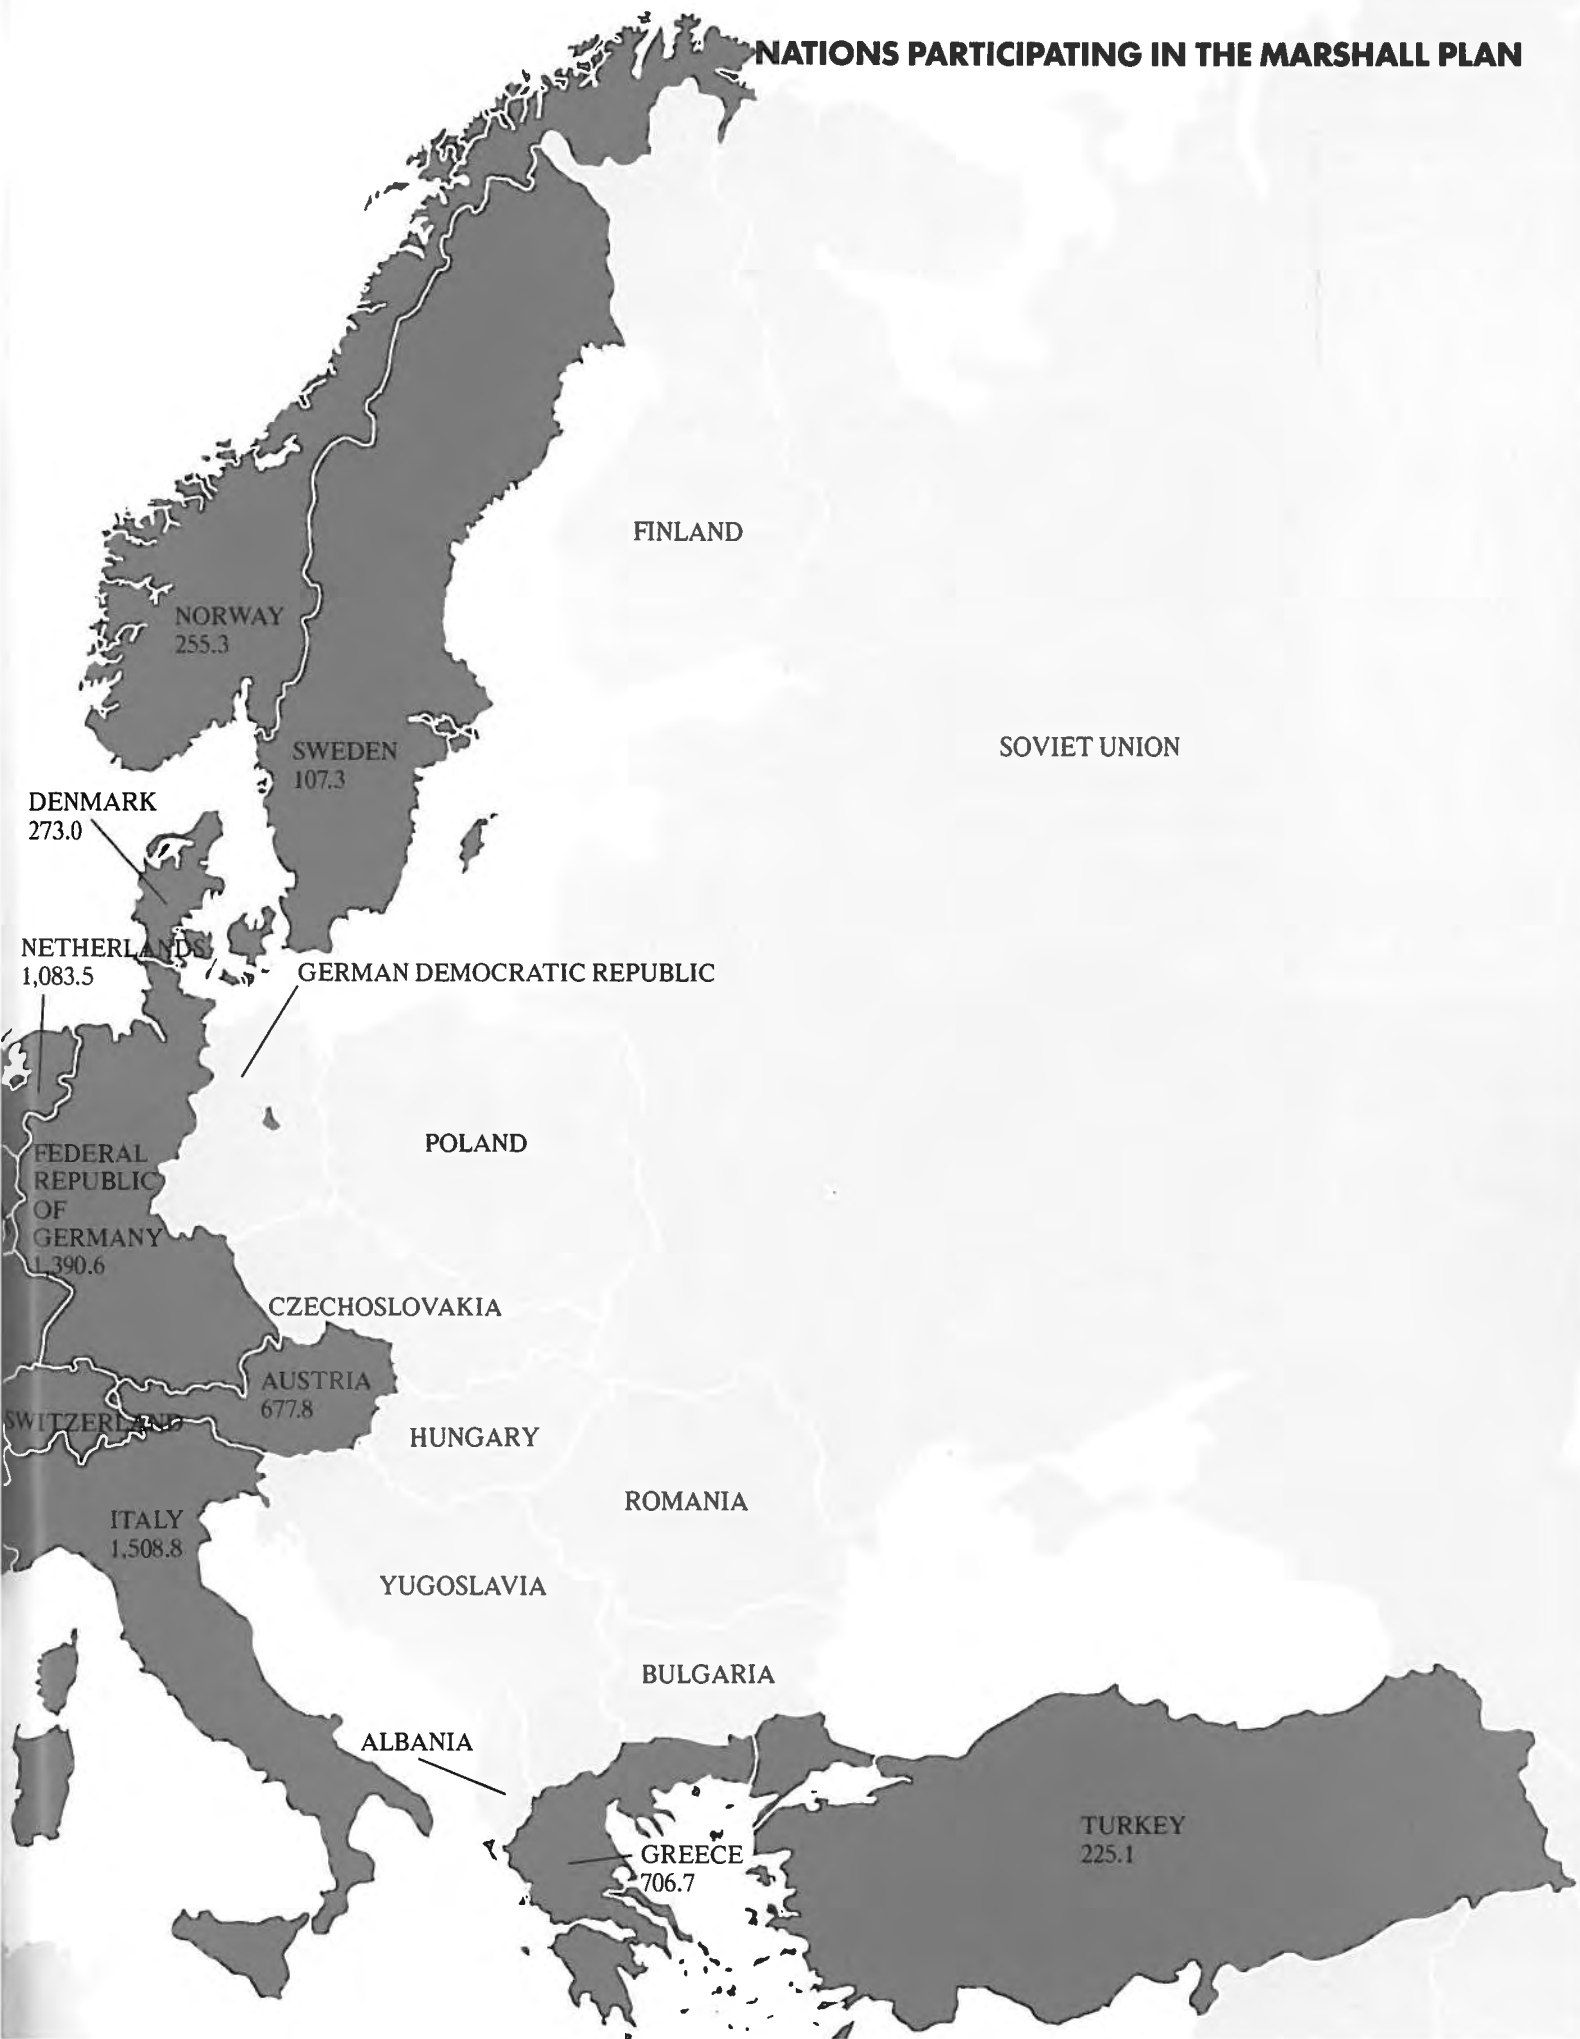 NATIONS PARTICIPATING IN THE MARSHALL PLAN
FINLAND
NORWAY
255.3
SOVIET UNION
SWEDEN
107.3
DENMARK
273.0
NETHERLANDS
1,083.5
GERMAN DEMOCRATIC REPUBLIC
POLAND
FEDERAL
REPUBLIC
OF
GERMANY
1,390.6
CZECHOSLOVAKIA
AUSTRIA
677.8
SWITZERLAND
HUNGARY
ROMANIA
ITALY
1,508.8
YUGOSLAVIA
BULGARIA
ALBANIA
TURKEY
225.1
GREECE
706.7